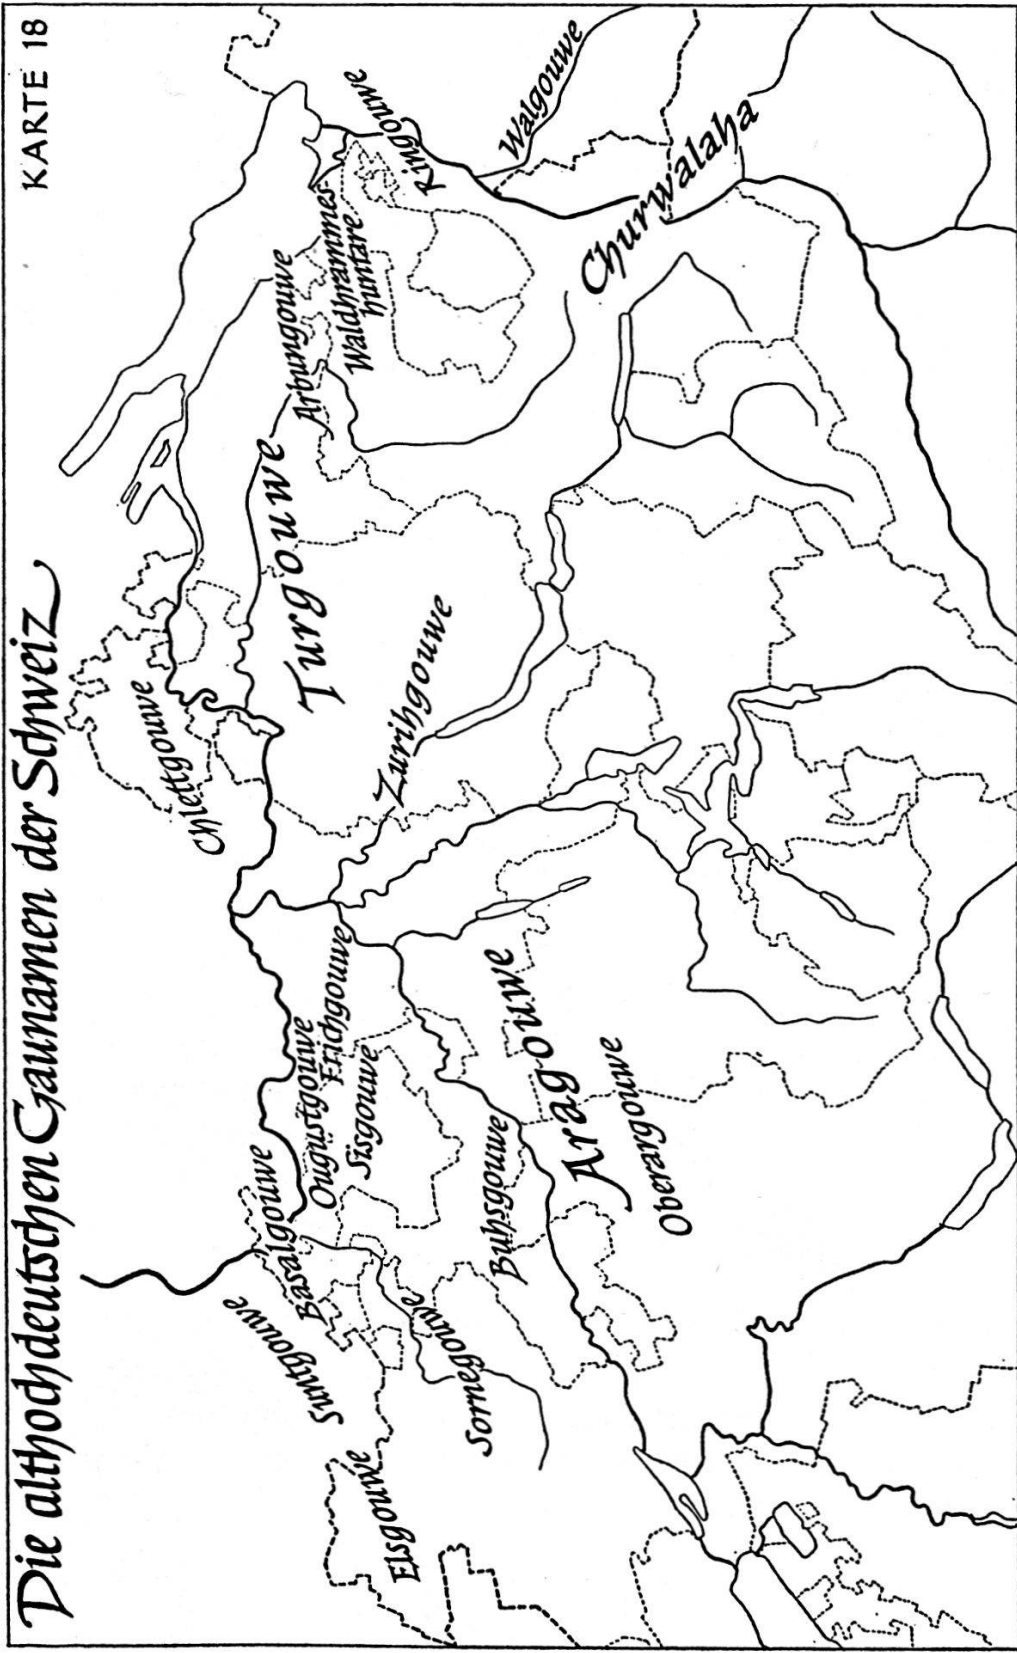 Die althochdeutschen Gaunamen der Schweiz
KARTE 18
Chlettgouwe
Turgouwe
Arbungouwe
Waldhrammes-
huntare
Ringouwe
Walgouwe
Churwalaha
Zurihgouwe
Suntgouwe
Basalgouwe
Ougustgouwe
Frichgouwe
Sisgouwe
Elsgouwe
Sornegouwe
Buhsgouwe
Aragouwe
Oberargouwe